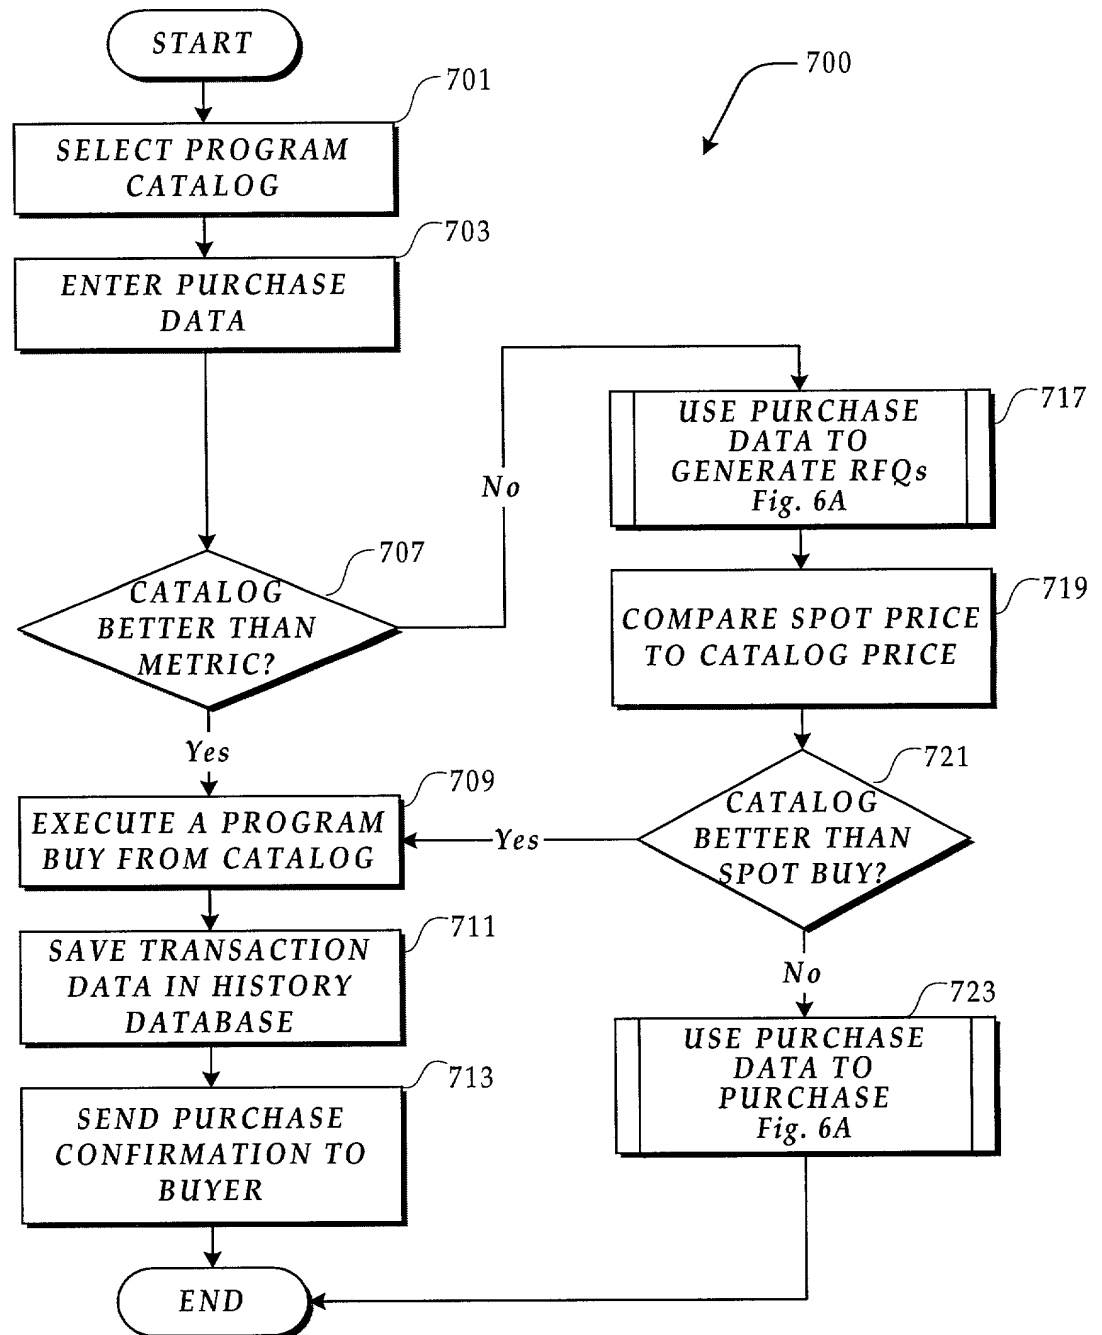 START
700
701
SELECT PROGRAM
CATALOG
703
ENTER PURCHASE
DATA
707
CATALOG
BETTER THAN
METRIC?
No
Yes
717
USE PURCHASE
DATA TO
GENERATE RFQs
Fig. 6A
719
COMPARE SPOT PRICE
TO CATALOG PRICE
721
CATALOG
BETTER THAN
SPOT BUY?
Yes
No
709
EXECUTE A PROGRAM
BUY FROM CATALOG
711
SAVE TRANSACTION
DATA IN HISTORY
DATABASE
713
SEND PURCHASE
CONFIRMATION TO
BUYER
723
USE PURCHASE
DATA TO
PURCHASE
Fig. 6A
END